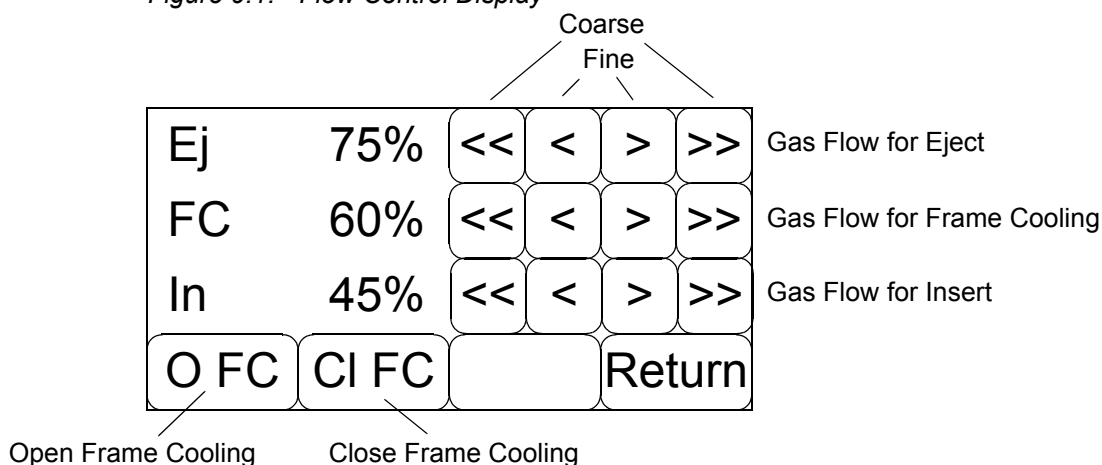 Figure 9.1. Flow Control Display
Coarse
Fine
Ej 75% << < > >> Gas Flow for Eject
FC 60% << < > >> Gas Flow for Frame Cooling
In 45% << < > >> Gas Flow for Insert
O FC Cl FC Return
Open Frame Cooling Close Frame Cooling